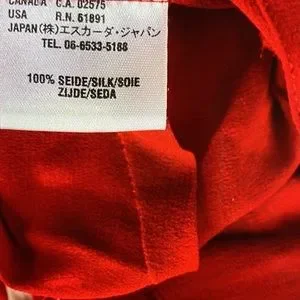 CANADA C.A. 02575
USA R.N. 61891
JAPAN (株)エスカーダ・ジャパン
TEL. 06-6533-5188
100% SEIDE/SILK/SOIE
ZIJDE/SEDA